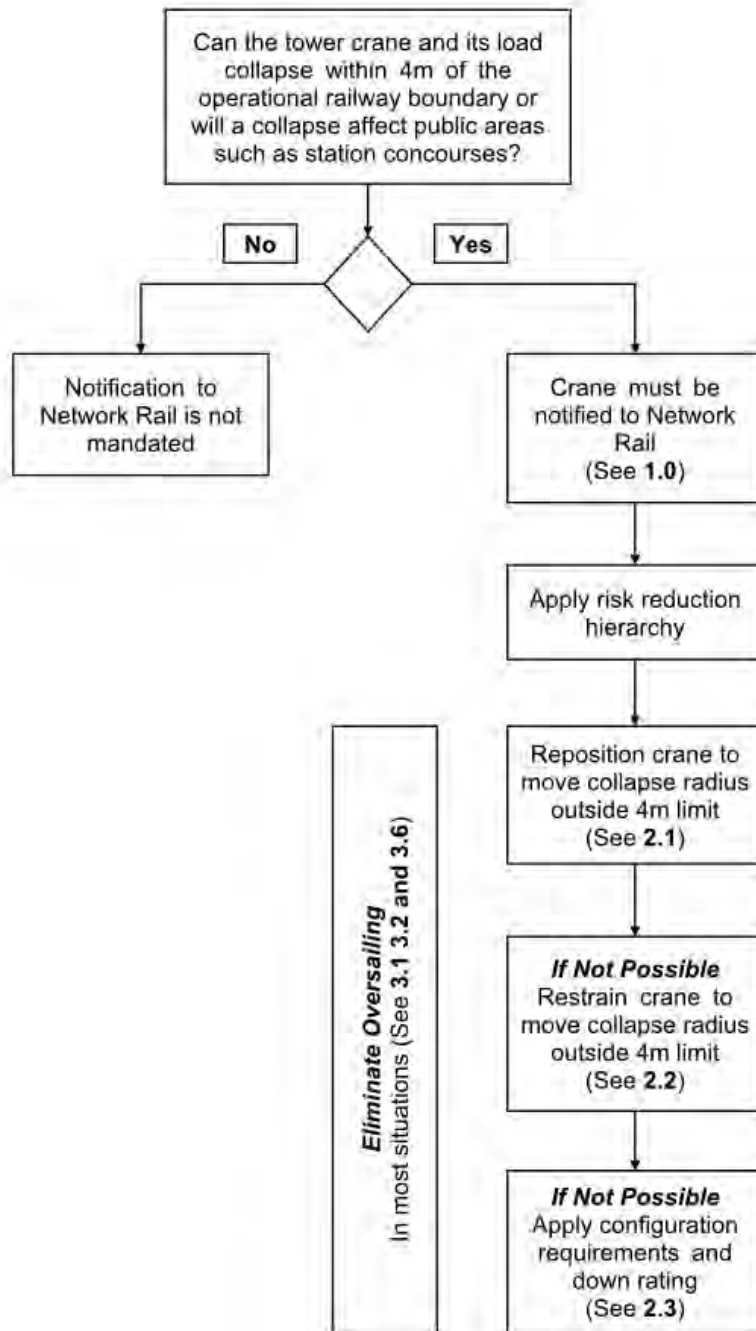 Can the tower crane and its load
collapse within 4m of the
operational railway boundary or
will a collapse affect public areas
such as station concourses?
No
Yes
Notification to
Network Rail is not
mandated
Crane must be
notified to Network
Rail
(See 1.0)
Apply risk reduction
hierarchy
Reposition crane to
move collapse radius
outside 4m limit
(See 2.1)
Eliminate Oversailing
In most situations (See 3.1 3.2 and 3.6)
If Not Possible
Restrain crane to
move collapse radius
outside 4m limit
(See 2.2)
If Not Possible
Apply configuration
requirements and
down rating
(See 2.3)